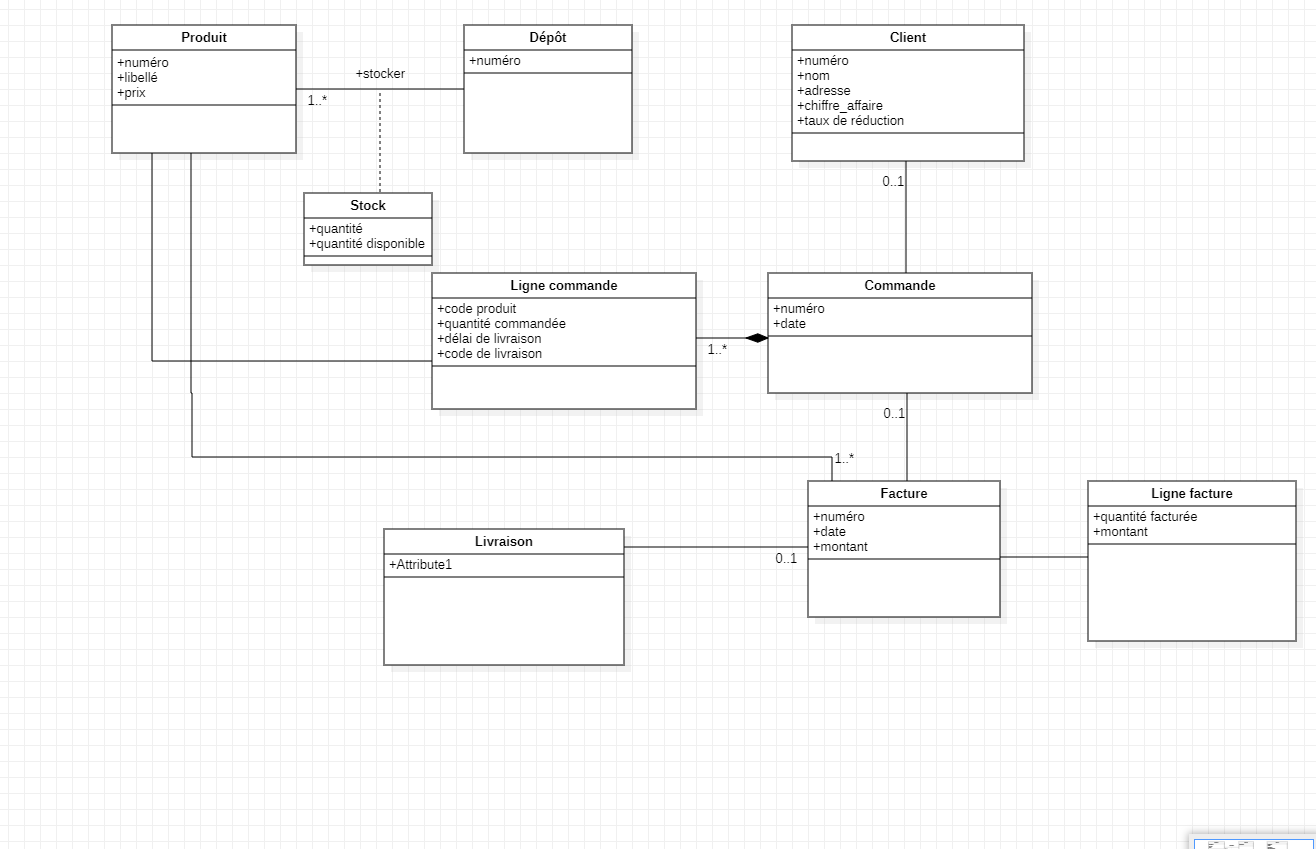 Produit
+numéro
+libellé
+prix
+stocker
1..*
Dépôt
+numéro
Client
+numéro
+nom
+adresse
+chiffre_affaire
+taux de réduction
0..1
Stock
+quantité
+quantité disponible
Ligne commande
+code produit
+quantité commandée
+délai de livraison
+code de livraison
1..*
Commande
+numéro
+date
0..1
1..*
Facture
+numéro
+date
+montant
Ligne facture
+quantité facturée
+montant
Livraison
+Attribute1
0..1